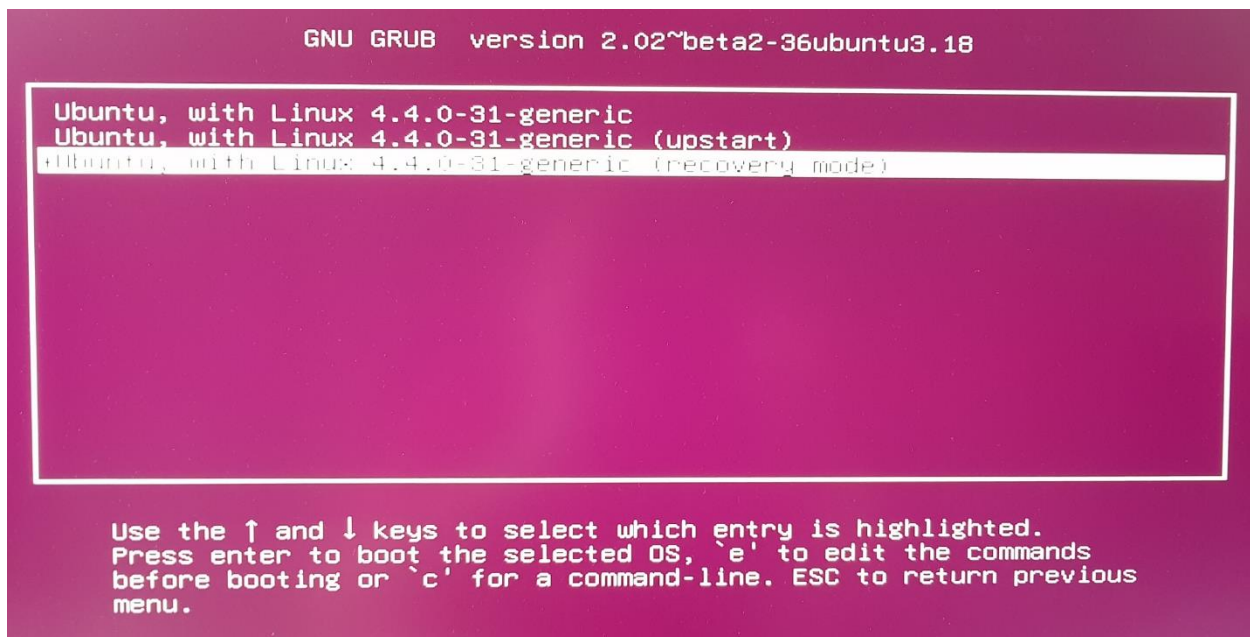 GNU GRUB version 2.02~beta2-36ubuntu3.18
Ubuntu, with Linux 4.4.0-31-generic
Ubuntu, with Linux 4.4.0-31-generic (upstart)
*Ubuntu, with Linux 4.4.0-31-generic (recovery mode)
Use the ↑ and ↓ keys to select which entry is highlighted.
Press enter to boot the selected OS, `e' to edit the commands
before booting or `c' for a command-line. ESC to return previous
menu.